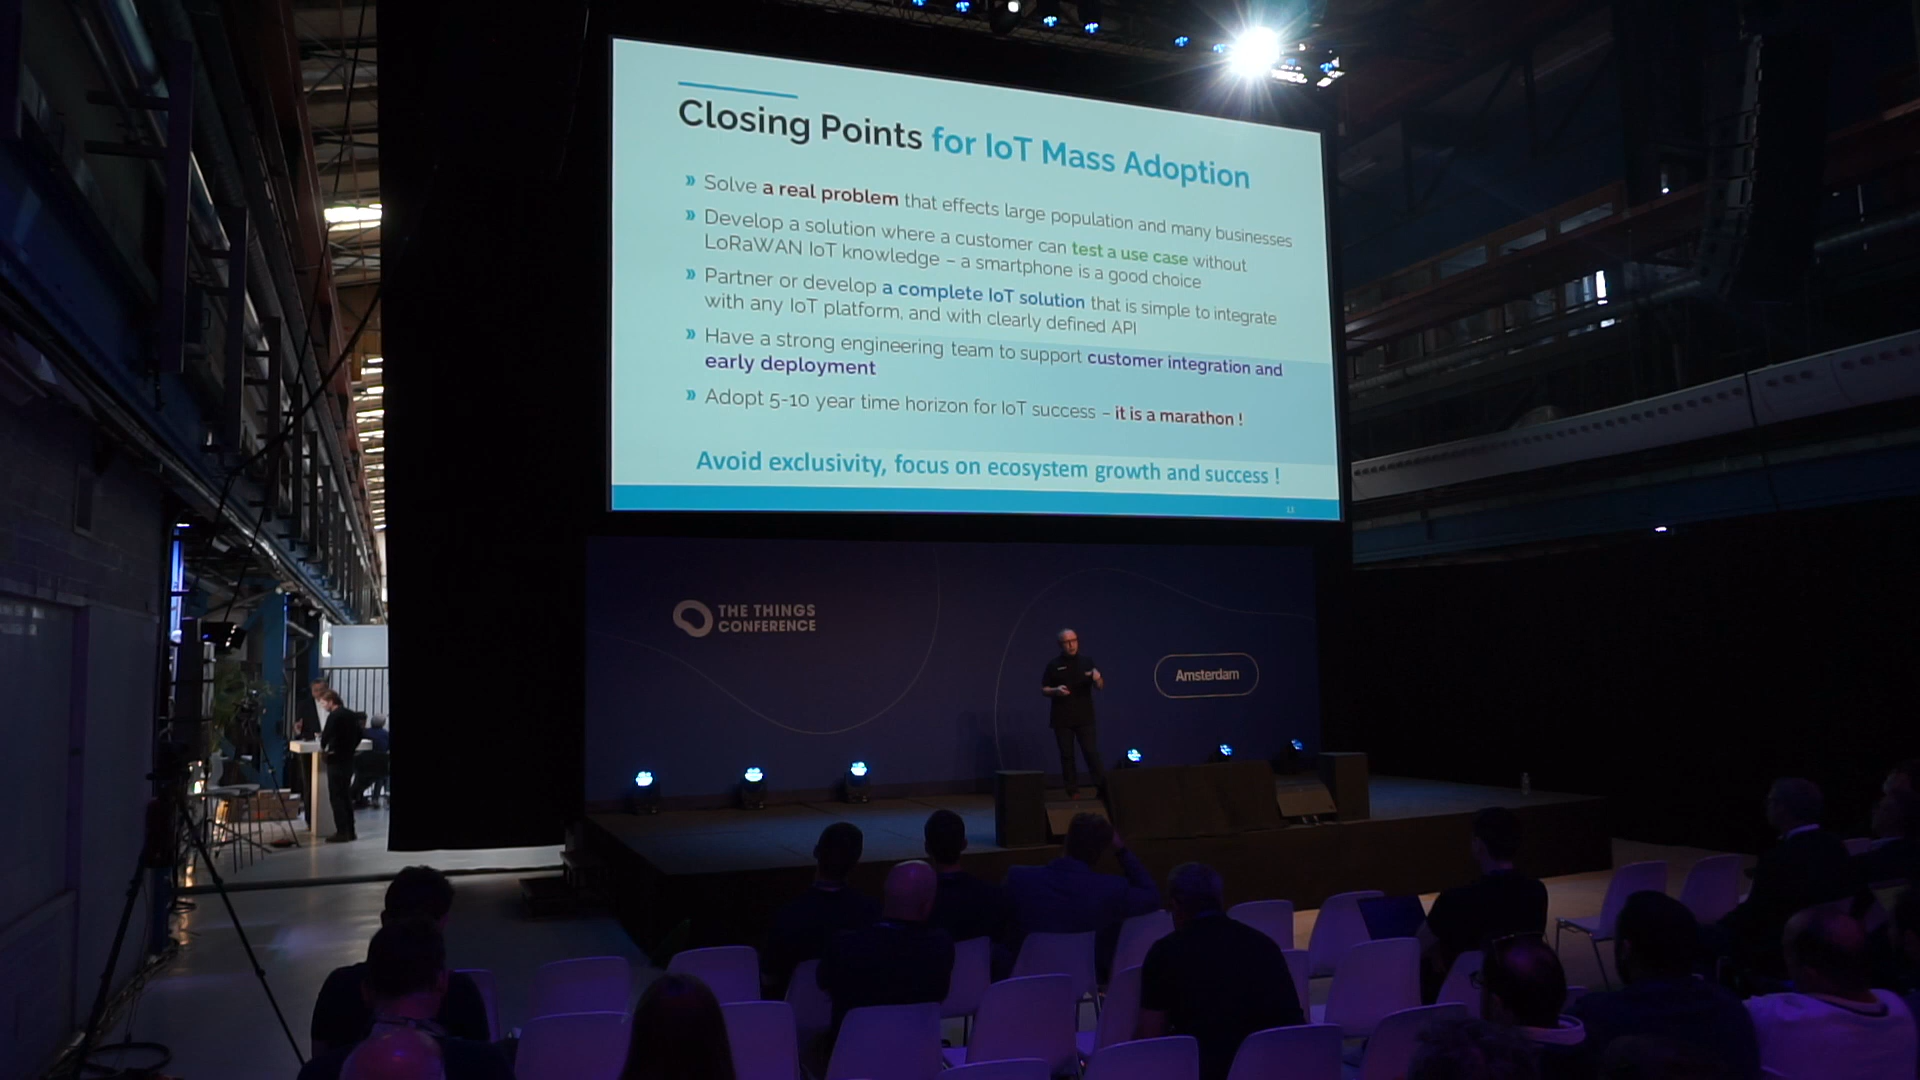 Closing Points for IoT Mass Adoption
» Solve a real problem that effects large population and many businesses
» Develop a solution where a customer can test a use case without
LoRaWAN IoT knowledge – a smartphone is a good choice
» Partner or develop a complete IoT solution that is simple to integrate
with any IoT platform, and with clearly defined API
» Have a strong engineering team to support customer integration and
early deployment
» Adopt 5-10 year time horizon for IoT success – it is a marathon !
Avoid exclusivity, focus on ecosystem growth and success !
THE THINGS
CONFERENCE
Amsterdam